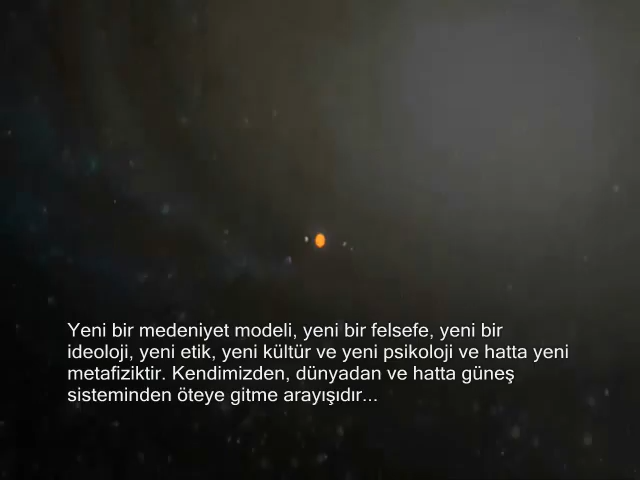 Yeni bir medeniyet modeli, yeni bir felsefe, yeni bir
ideoloji, yeni etik, yeni kültür ve yeni psikoloji ve hatta yeni
metafiziktir. Kendimizden, dünyadan ve hatta güneş
sisteminden öteye gitme arayışıdır...